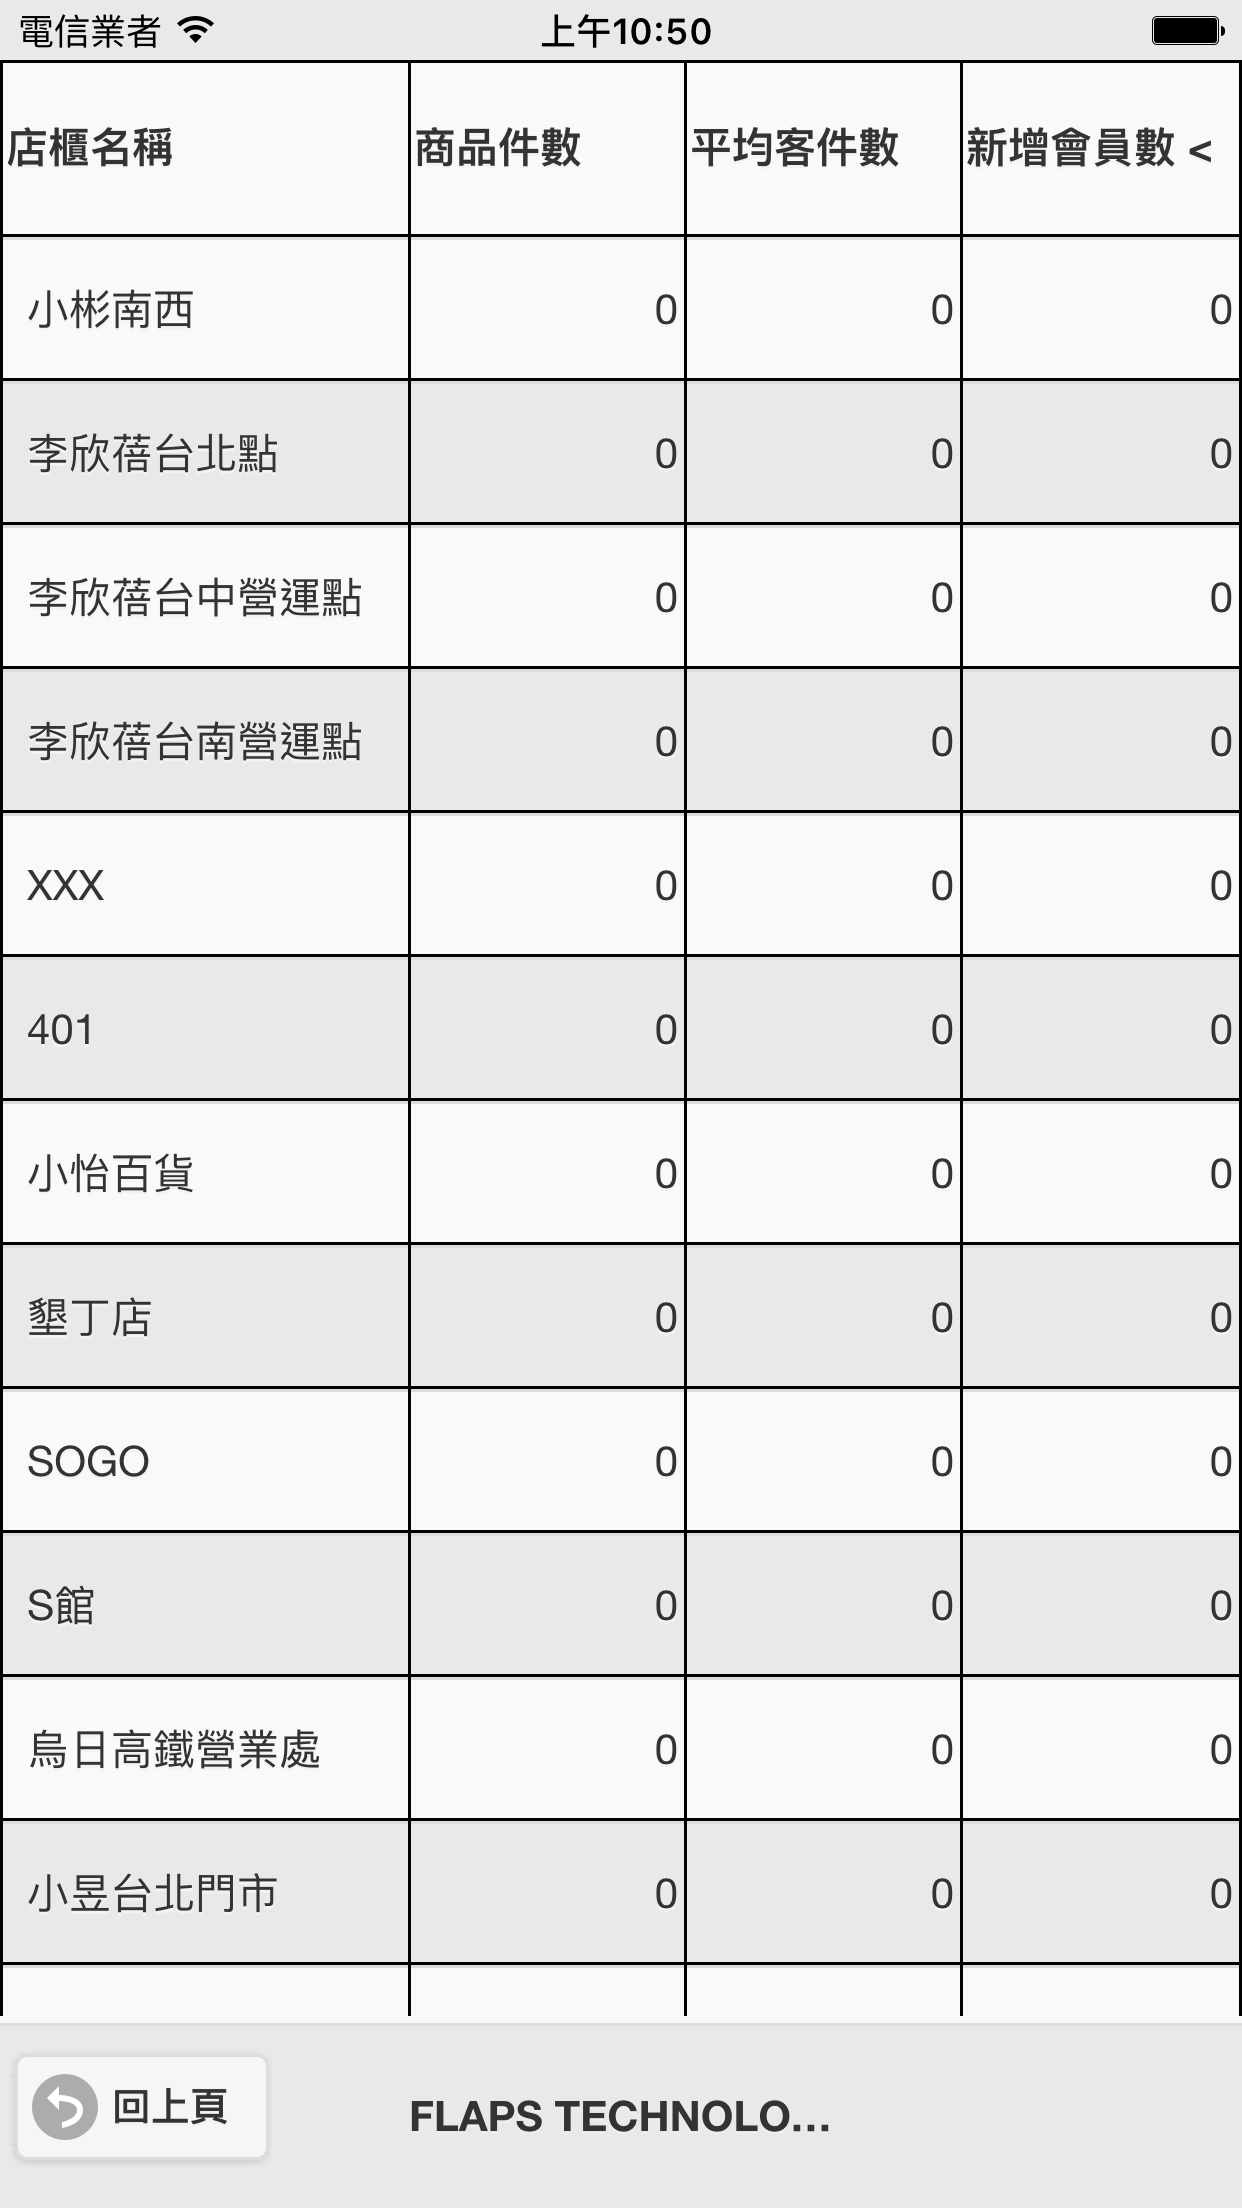 電信業者 上午10:50
店櫃名稱 商品件數 平均客件數 新增會員數 <
小彬南西 0 0 0
李欣蓓台北點 0 0 0
李欣蓓台中營運點 0 0 0
李欣蓓台南營運點 0 0 0
XXX 0 0 0
401 0 0 0
小怡百貨 0 0 0
墾丁店 0 0 0
SOGO 0 0 0
S館 0 0 0
烏日高鐵營業處 0 0 0
小昱台北門市 0 0 0
回上頁 FLAPS TECHNOLO...